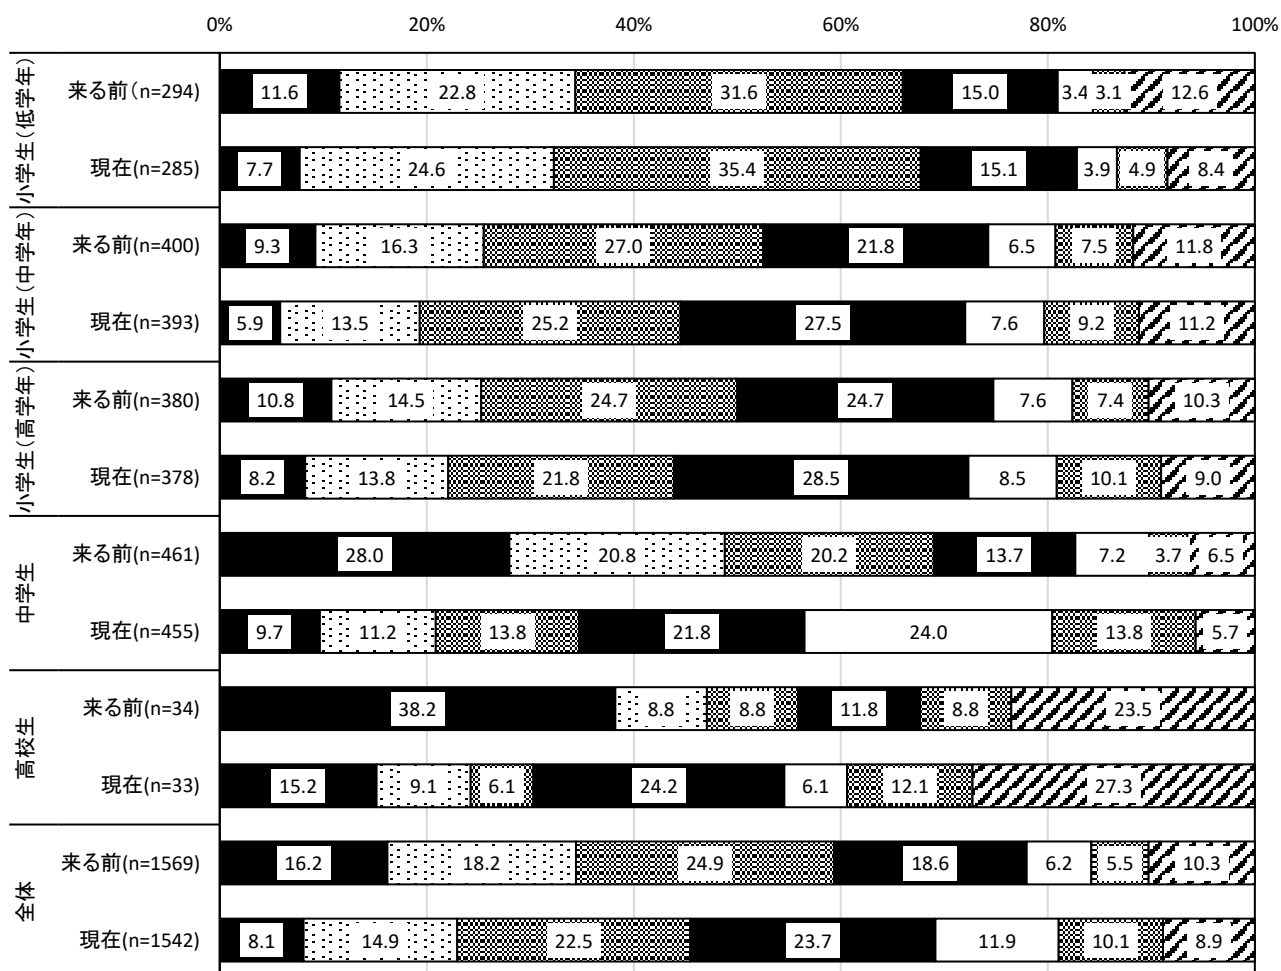 0% 20% 40% 60% 80% 100%
小学生(低学年)
来る前(n=294) 11.6 22.8 31.6 15.0 3.4 3.1 12.6
現在(n=285) 7.7 24.6 35.4 15.1 3.9 4.9 8.4
小学生(中学年)
来る前(n=400) 9.3 16.3 27.0 21.8 6.5 7.5 11.8
現在(n=393) 5.9 13.5 25.2 27.5 7.6 9.2 11.2
小学生(高学年)
来る前(n=380) 10.8 14.5 24.7 24.7 7.6 7.4 10.3
現在(n=378) 8.2 13.8 21.8 28.5 8.5 10.1 9.0
中学生
来る前(n=461) 28.0 20.8 20.2 13.7 7.2 3.7 6.5
現在(n=455) 9.7 11.2 13.8 21.8 24.0 13.8 5.7
高校生
来る前(n=34) 38.2 8.8 8.8 11.8 8.8 23.5
現在(n=33) 15.2 9.1 6.1 24.2 6.1 12.1 27.3
全体
来る前(n=1569) 16.2 18.2 24.9 18.6 6.2 5.5 10.3
現在(n=1542) 8.1 14.9 22.5 23.7 11.9 10.1 8.9